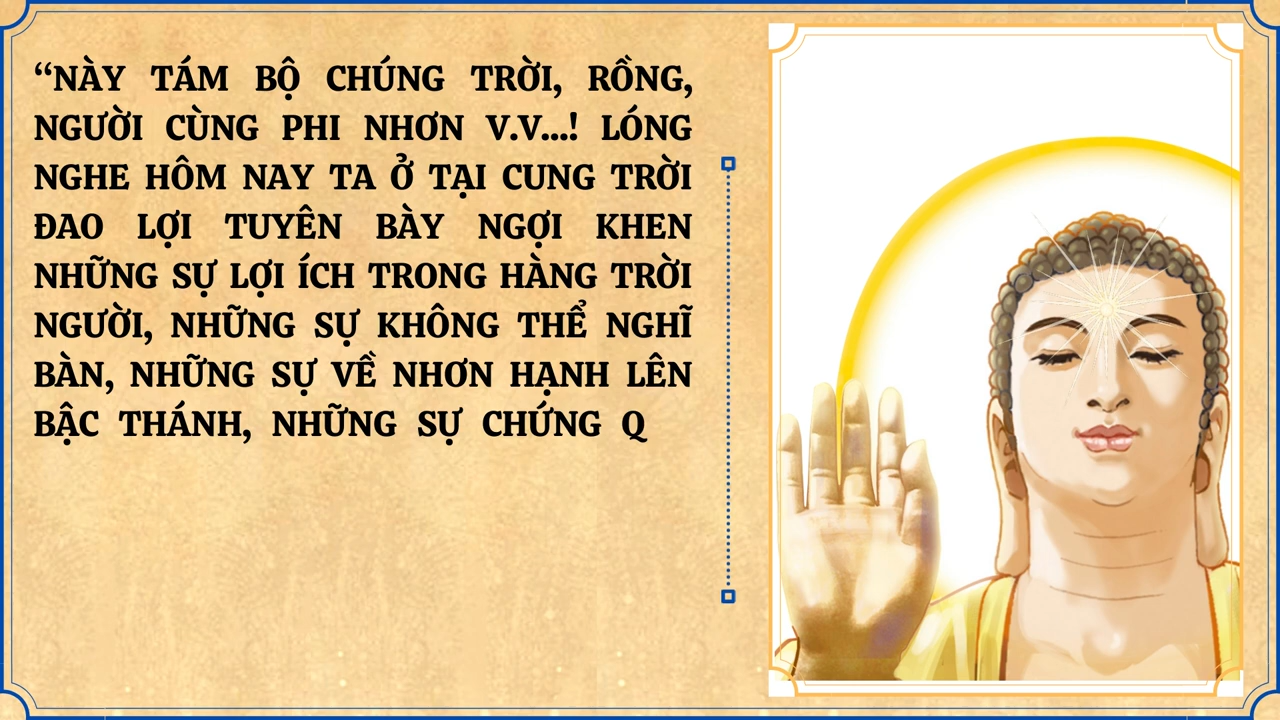 “NÀY TÁM BỘ CHÚNG TRỜI, RỒNG,
NGƯỜI CÙNG PHI NHƠN V.V...! LÓNG
NGHE HÔM NAY TA Ở TẠI CUNG TRỜI
ĐAO LỢI TUYÊN BÀY NGỢI KHEN
NHỮNG SỰ LỢI ÍCH TRONG HÀNG TRỜI
NGƯỜI, NHỮNG SỰ KHÔNG THỂ NGHĨ
BÀN, NHỮNG SỰ VỀ NHƠN HẠNH LÊN
BẬC THÁNH, NHỮNG SỰ CHỨNG Q